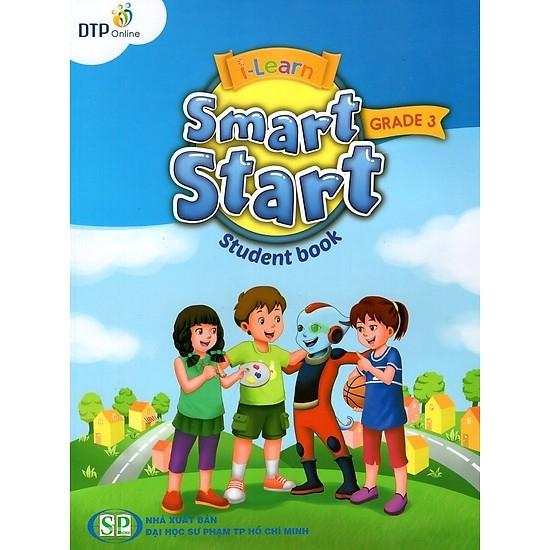 DTP Online
i-Learn
Smart
GRADE 3
Start
Student book
SP
NHÀ XUẤT BẢN
ĐẠI HỌC SƯ PHẠM TP HỒ CHÍ MINH